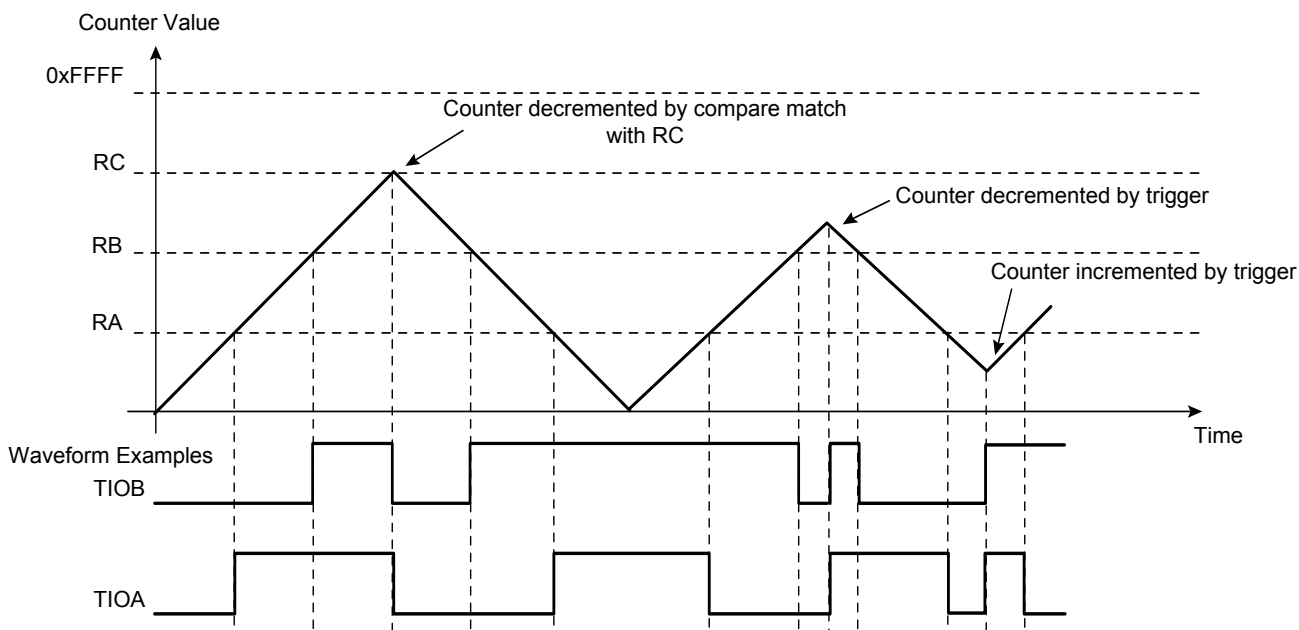 Counter Value
0xFFFF
Counter decremented by compare match
with RC
RC
Counter decremented by trigger
RB
Counter incremented by trigger
RA
Time
Waveform Examples
TIOB
TIOA